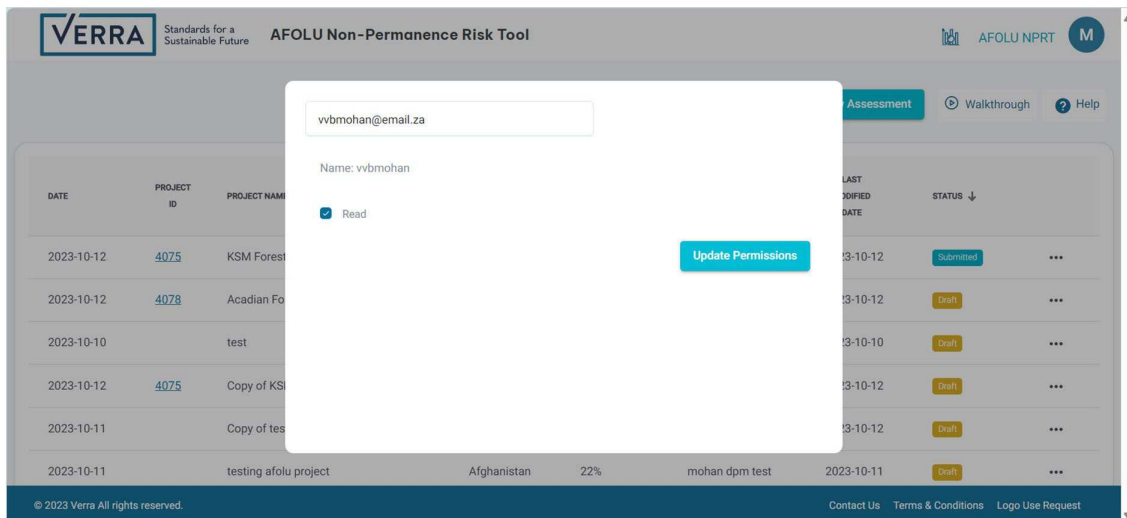 VERRA
Standards for a
Sustainable Future
AFOLU Non-Permanence Risk Tool
AFOLU NPRT
M
Assessment
Walkthrough
? Help
vvbmohan@email.za
Name: vvbmohan
Read
Update Permissions
DATE
PROJECT
ID
PROJECT NAME
LAST
MODIFIED
DATE
STATUS
2023-10-12 4075 KSM Forest 23-10-12 Submitted
2023-10-12 4078 Acadian Fo 23-10-12 Draft
2023-10-10 test 23-10-10 Draft
2023-10-12 4075 Copy of KS 23-10-12 Draft
2023-10-11 Copy of tes 23-10-12 Draft
2023-10-11 testing afolu project Afghanistan 22% mohan dpm test 2023-10-11 Draft
© 2023 Verra All rights reserved. Contact Us Terms & Conditions Logo Use Request